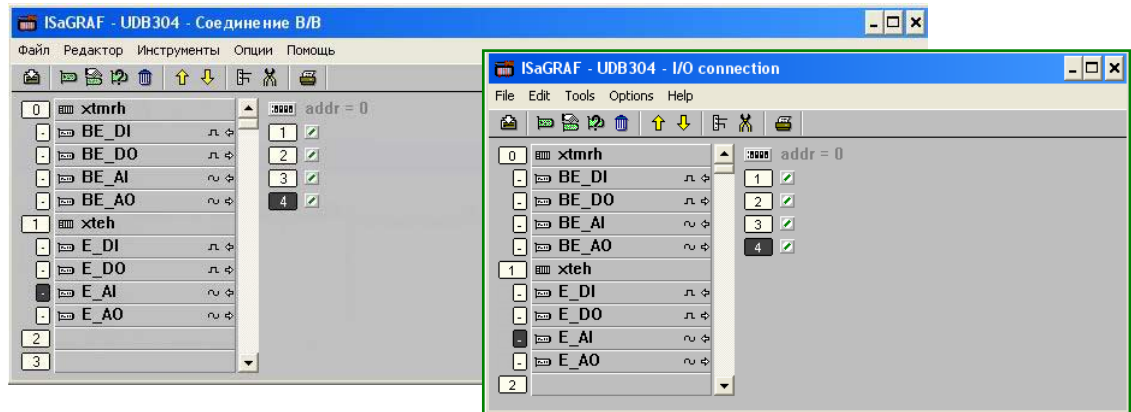 ISaGRAF - UDB304 - Соединение В/В
Файл Редактор Инструменты Опции Помощь
0 xtmrh addr = 0
- BE_DI 1
- BE_DO 2
- BE_AI 3
- BE_AO 4
1 xteh
- E_DI
- E_DO
- E_AI
- E_AO
2
3
ISaGRAF - UDB304 - I/O connection
File Edit Tools Options Help
0 xtmrh addr = 0
- BE_DI 1
- BE_DO 2
- BE_AI 3
- BE_AO 4
1 xteh
- E_DI
- E_DO
- E_AI
- E_AO
2